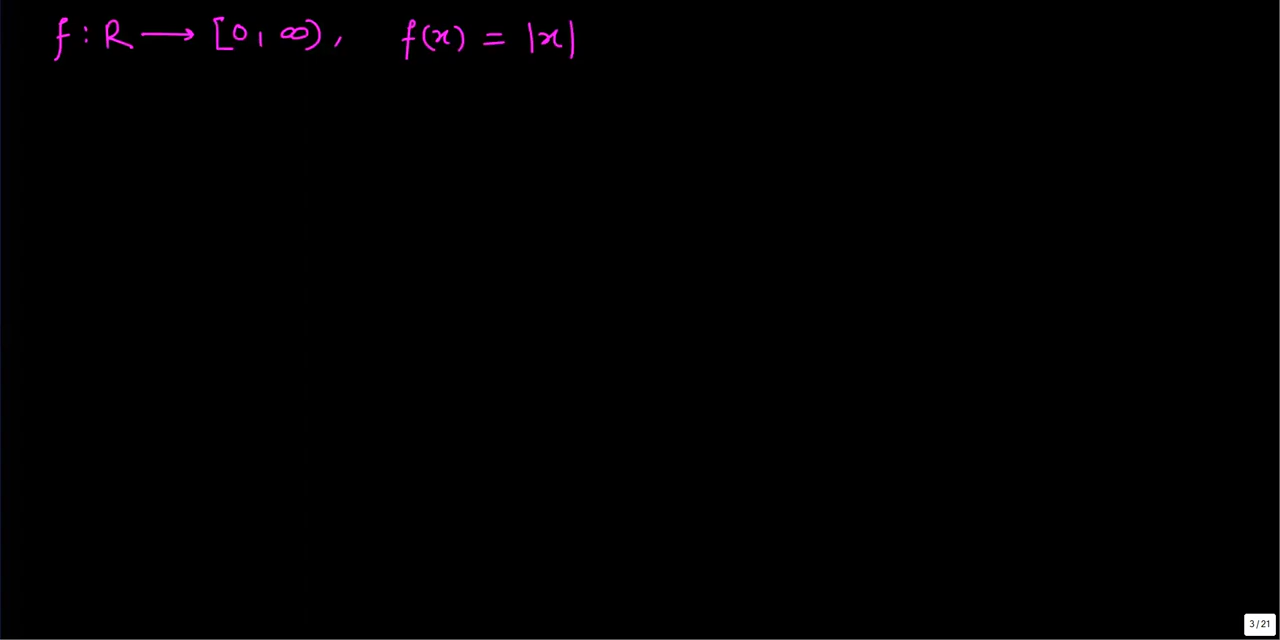 f : R ⟶ [0, ∞), f(x) = |x|
3 / 21